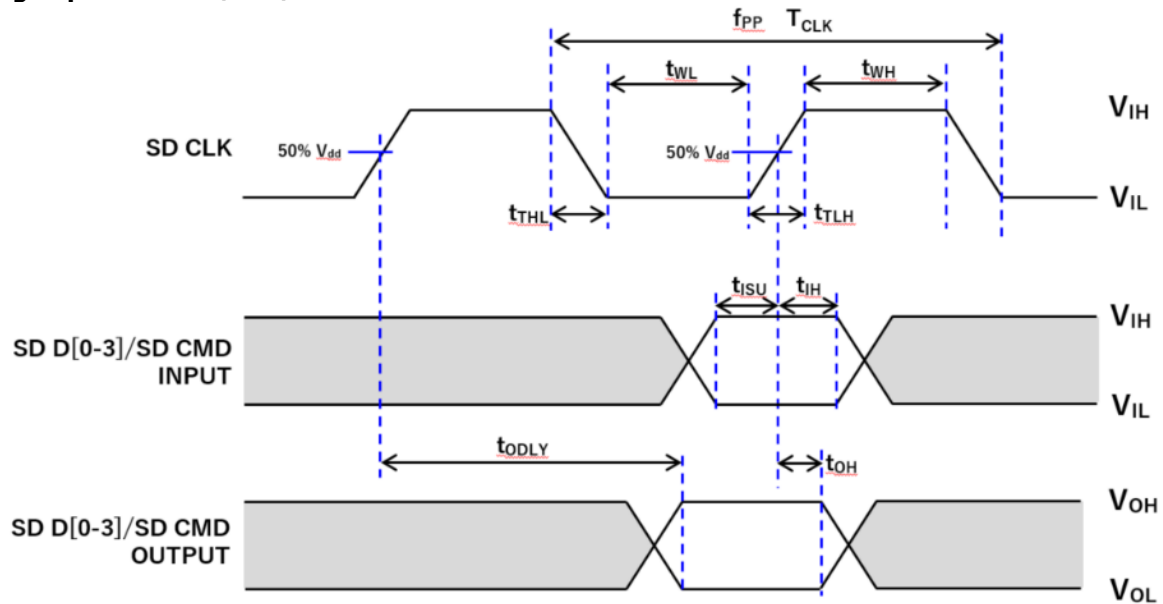 fPP TCLK
tWL tWH
VIH
SD CLK 50% Vdd 50% Vdd
VIL
tTHL tTLH
tISU tIH
VIH
SD D[0-3]/SD CMD
INPUT
VIL
tODLY tOH
VOH
SD D[0-3]/SD CMD
OUTPUT
VOL